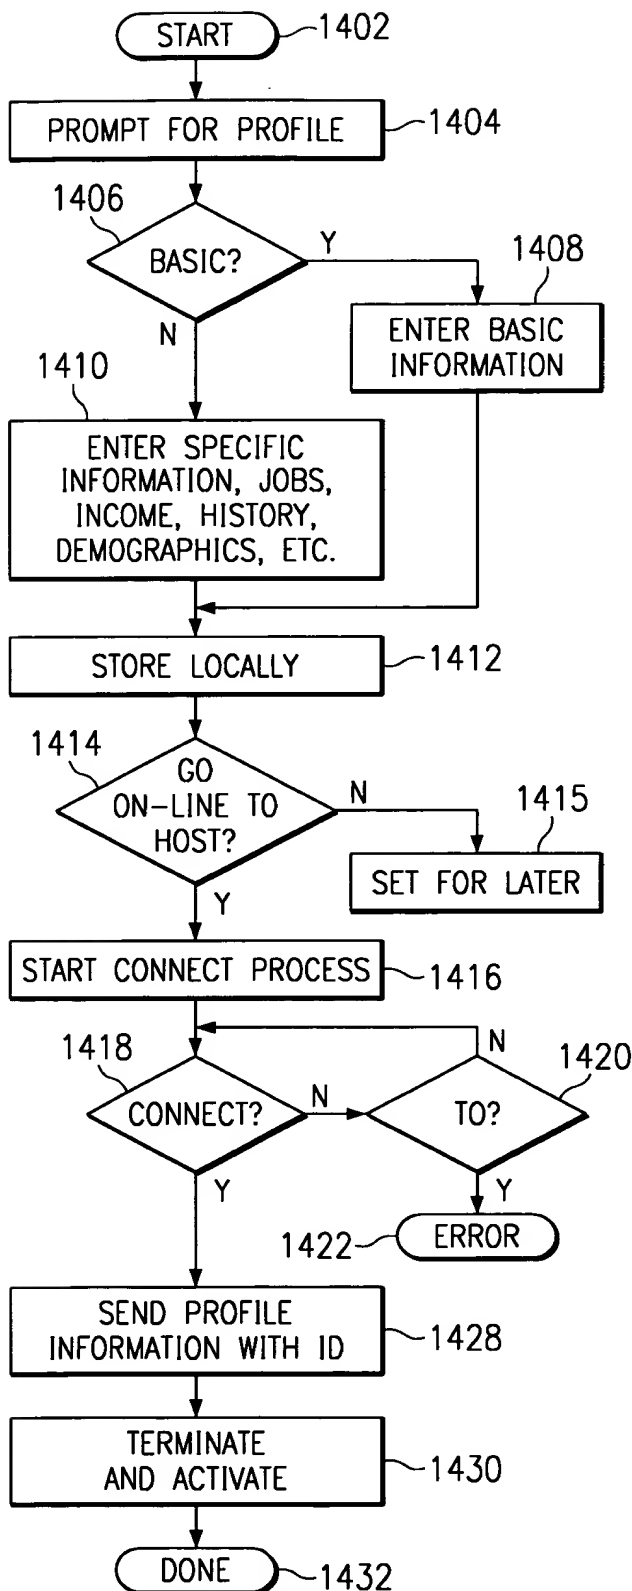 START
1402
PROMPT FOR PROFILE
1404
1406
BASIC?
Y
N
1408
ENTER BASIC
INFORMATION
1410
ENTER SPECIFIC
INFORMATION, JOBS,
INCOME, HISTORY,
DEMOGRAPHICS, ETC.
STORE LOCALLY
1412
1414
GO
ON-LINE TO
HOST?
N
Y
1415
SET FOR LATER
START CONNECT PROCESS
1416
1418
CONNECT?
N
Y
N
1420
TO?
Y
1422
ERROR
SEND PROFILE
INFORMATION WITH ID
1428
TERMINATE
AND ACTIVATE
1430
DONE
1432